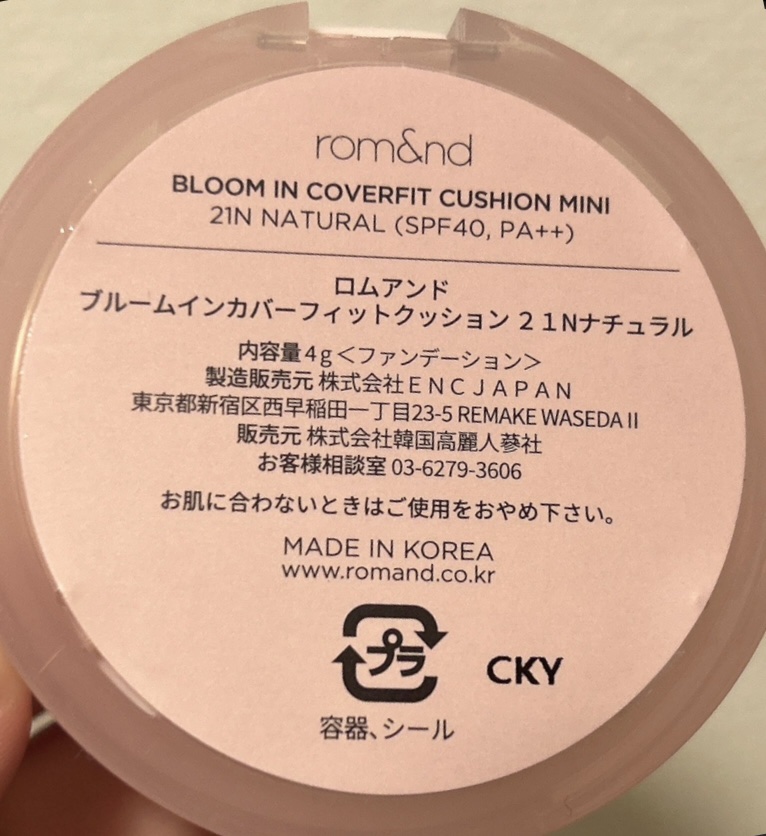 rom&nd
BLOOM IN COVERFIT CUSHION MINI
21N NATURAL (SPF40, PA++)
ロムアンド
ブルームインカバーフィットクッション ２１Nナチュラル
内容量4g＜ファンデーション＞
製造販売元 株式会社ＥＮＣＪＡＰＡＮ
東京都新宿区西早稲田一丁目23-5 REMAKE WASEDAⅡ
販売元 株式会社韓国高麗人蔘社
お客様相談室 03-6279-3606
お肌に合わないときはご使用をおやめ下さい。
MADE IN KOREA
www.romand.co.kr
プラ
CKY
容器、シール